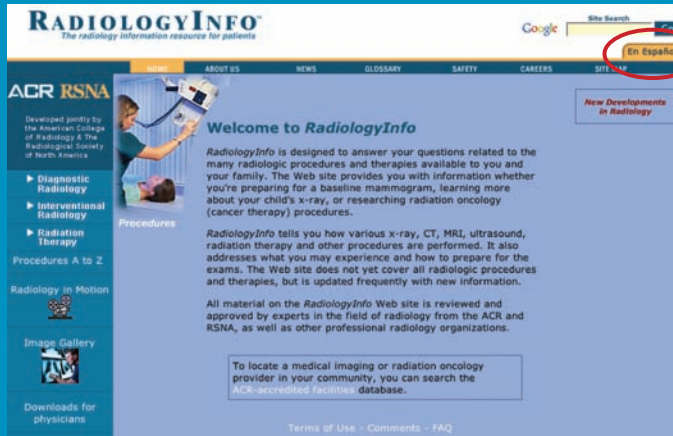 RADIOLOGYINFO™
The radiology information resource for patients
Google
Site Search
En Españo
HOME
ABOUT US
NEWS
GLOSSARY
SAFETY
CAREERS
ACR RSNA
Developed jointly by
the American College
of Radiology & The
Radiological Society
of North America
Diagnostic
Radiology
Interventional
Radiology
Radiation
Therapy
Procedures A to Z
Radiology in Motion
Image Gallery
Downloads for
physicians
Procedures
Welcome to RadiologyInfo
RadiologyInfo is designed to answer your questions related to the
many radiologic procedures and therapies available to you and
your family. The Web site provides you with information whether
you're preparing for a baseline mammogram, learning more
about your child's x-ray, or researching radiation oncology
(cancer therapy) procedures.
RadiologyInfo tells you how various x-ray, CT, MRI, ultrasound,
radiation therapy and other procedures are performed. It also
addresses what you may experience and how to prepare for the
exams. The Web site does not yet cover all radiologic procedures
and therapies, but is updated frequently with new information.
All material on the RadiologyInfo Web site is reviewed and
approved by experts in the field of radiology from the ACR and
RSNA, as well as other professional radiology organizations.
To locate a medical imaging or radiation oncology
provider in your community, you can search the
ACR-accredited facilities database.
Terms of Use - Comments - FAQ
New Developments
in Radiology